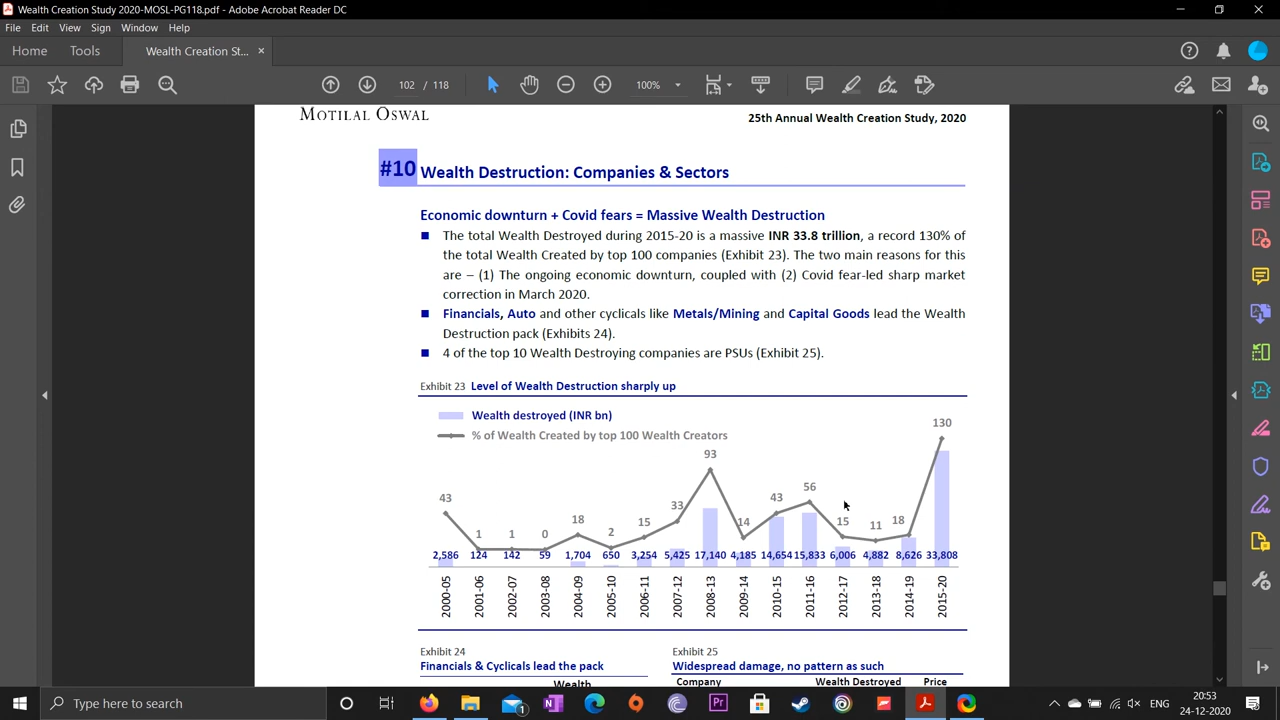 Wealth Creation Study 2020-MOSL-PG118.pdf - Adobe Acrobat Reader DC
File Edit View Sign Window Help
Home Tools Wealth Creation St... ×
102 / 118 100%
MOTILAL OSWAL
25th Annual Wealth Creation Study, 2020
#10 Wealth Destruction: Companies & Sectors
Economic downturn + Covid fears = Massive Wealth Destruction
The total Wealth Destroyed during 2015-20 is a massive INR 33.8 trillion, a record 130% of
the total Wealth Created by top 100 companies (Exhibit 23). The two main reasons for this
are – (1) The ongoing economic downturn, coupled with (2) Covid fear-led sharp market
correction in March 2020.
Financials, Auto and other cyclicals like Metals/Mining and Capital Goods lead the Wealth
Destruction pack (Exhibits 24).
4 of the top 10 Wealth Destroying companies are PSUs (Exhibit 25).
Exhibit 23 Level of Wealth Destruction sharply up
Wealth destroyed (INR bn)
% of Wealth Created by top 100 Wealth Creators
43 1 1 0 18 2 15 33 93 14 43 56 15 11 18 130
2,586 124 142 59 1,704 650 3,254 5,425 17,140 4,185 14,654 15,833 6,006 4,882 8,626 33,808
2000-05 2001-06 2002-07 2003-08 2004-09 2005-10 2006-11 2007-12 2008-13 2009-14 2010-15 2011-16 2012-17 2013-18 2014-19 2015-20
Exhibit 24
Financials & Cyclicals lead the pack
Wealth
Exhibit 25
Widespread damage, no pattern as such
Company Wealth Destroyed Price
Type here to search
ENG
20:53
24-12-2020